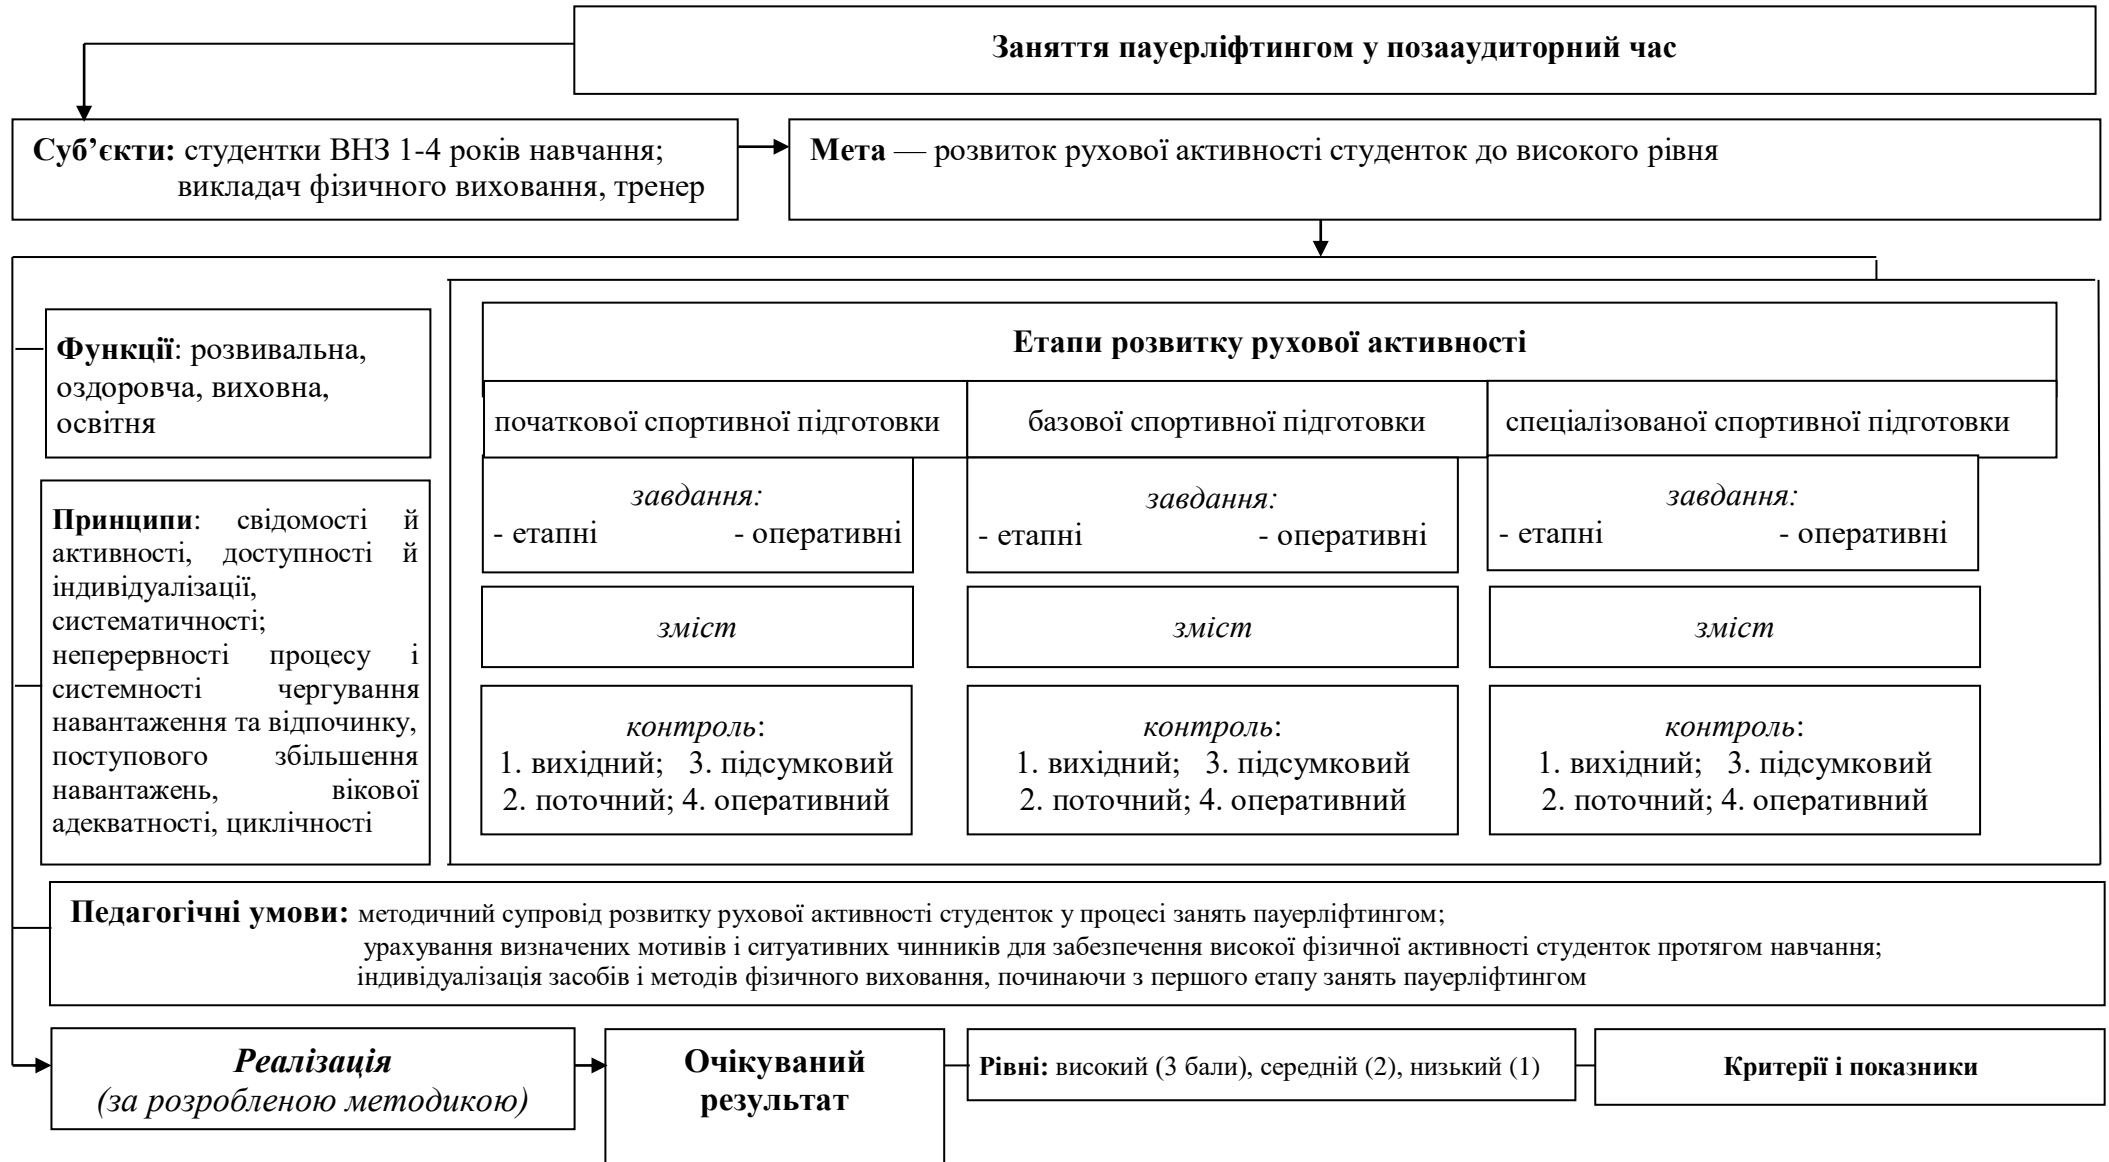 Заняття пауерліфтингом у позааудиторний час
Суб’єкти: студентки ВНЗ 1-4 років навчання;
викладач фізичного виховання, тренер
Мета — розвиток рухової активності студенток до високого рівня
Функції: розвивальна,
оздоровча, виховна,
освітня
Принципи: свідомості й
активності, доступності й
індивідуалізації,
систематичності;
неперервності процесу і
системності чергування
навантаження та відпочинку,
поступового збільшення
навантажень, вікової
адекватності, циклічності
Етапи розвитку рухової активності
початкової спортивної підготовки
базової спортивної підготовки
спеціалізованої спортивної підготовки
завдання:
- етапні - оперативні
завдання:
- етапні - оперативні
завдання:
- етапні - оперативні
зміст
зміст
зміст
контроль:
1. вихідний; 3. підсумковий
2. поточний; 4. оперативний
контроль:
1. вихідний; 3. підсумковий
2. поточний; 4. оперативний
контроль:
1. вихідний; 3. підсумковий
2. поточний; 4. оперативний
Педагогічні умови: методичний супровід розвитку рухової активності студенток у процесі занять пауерліфтингом;
урахування визначених мотивів і ситуативних чинників для забезпечення високої фізичної активності студенток протягом навчання;
індивідуалізація засобів і методів фізичного виховання, починаючи з першого етапу занять пауерліфтингом
Реалізація
(за розробленою методикою)
Очікуваний
результат
Рівні: високий (3 бали), середній (2), низький (1)
Критерії і показники